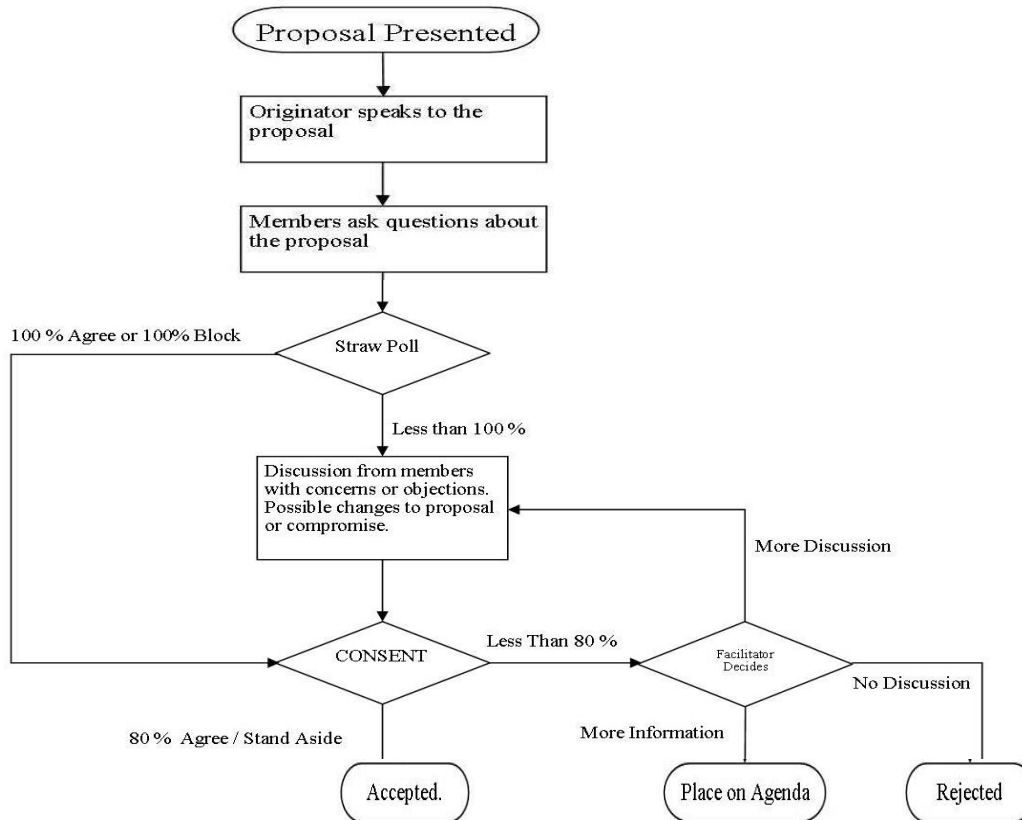 Proposal Presented
Originator speaks to the
proposal
Members ask questions about
the proposal
100 % Agree or 100% Block
Straw Poll
Less than 100 %
Discussion from members
with concerns or objections.
Possible changes to proposal
or compromise.
More Discussion
CONSENT
Less Than 80 %
Facilitator
Decides
No Discussion
80 % Agree / Stand Aside
More Information
Accepted.
Place on Agenda
Rejected